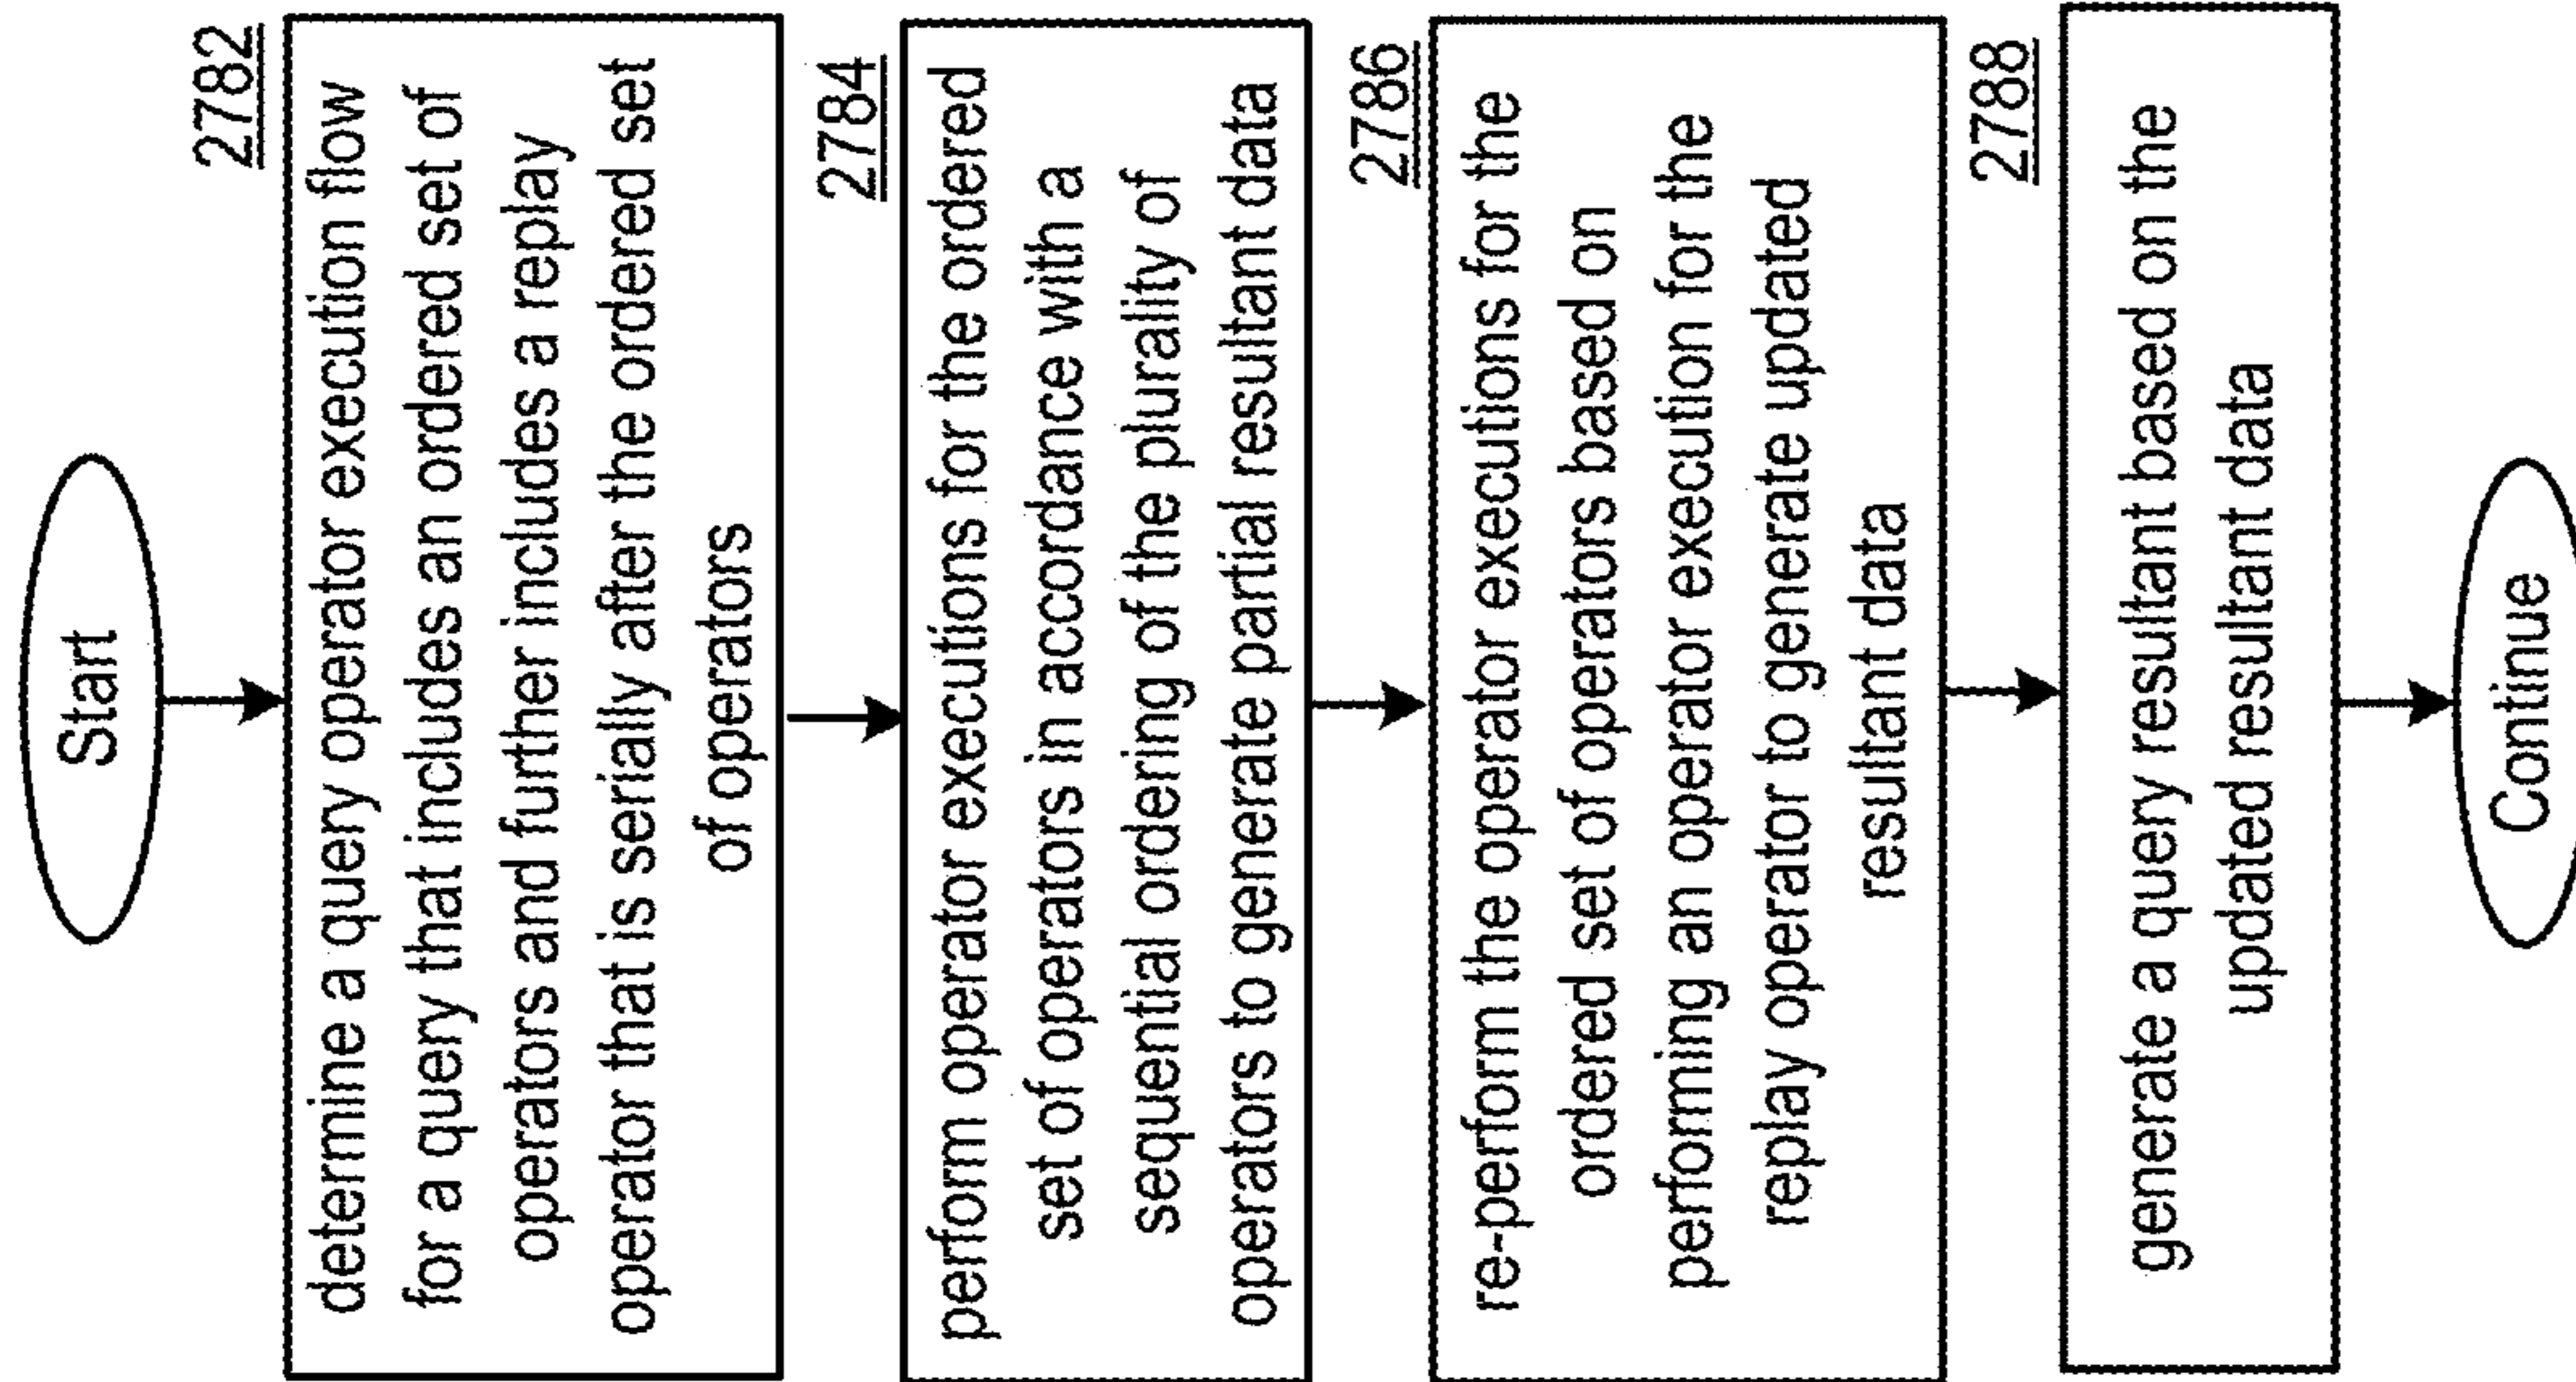 Start
2782
determine a query operator execution flow
for a query that includes an ordered set of
operators and further includes a replay
operator that is serially after the ordered set
of operators
2784
perform operator executions for the ordered
set of operators in accordance with a
sequential ordering of the plurality of
operators to generate partial resultant data
2786
re-perform the operator executions for the
ordered set of operators based on
performing an operator execution for the
replay operator to generate updated
resultant data
2788
generate a query resultant based on the
updated resultant data
Continue